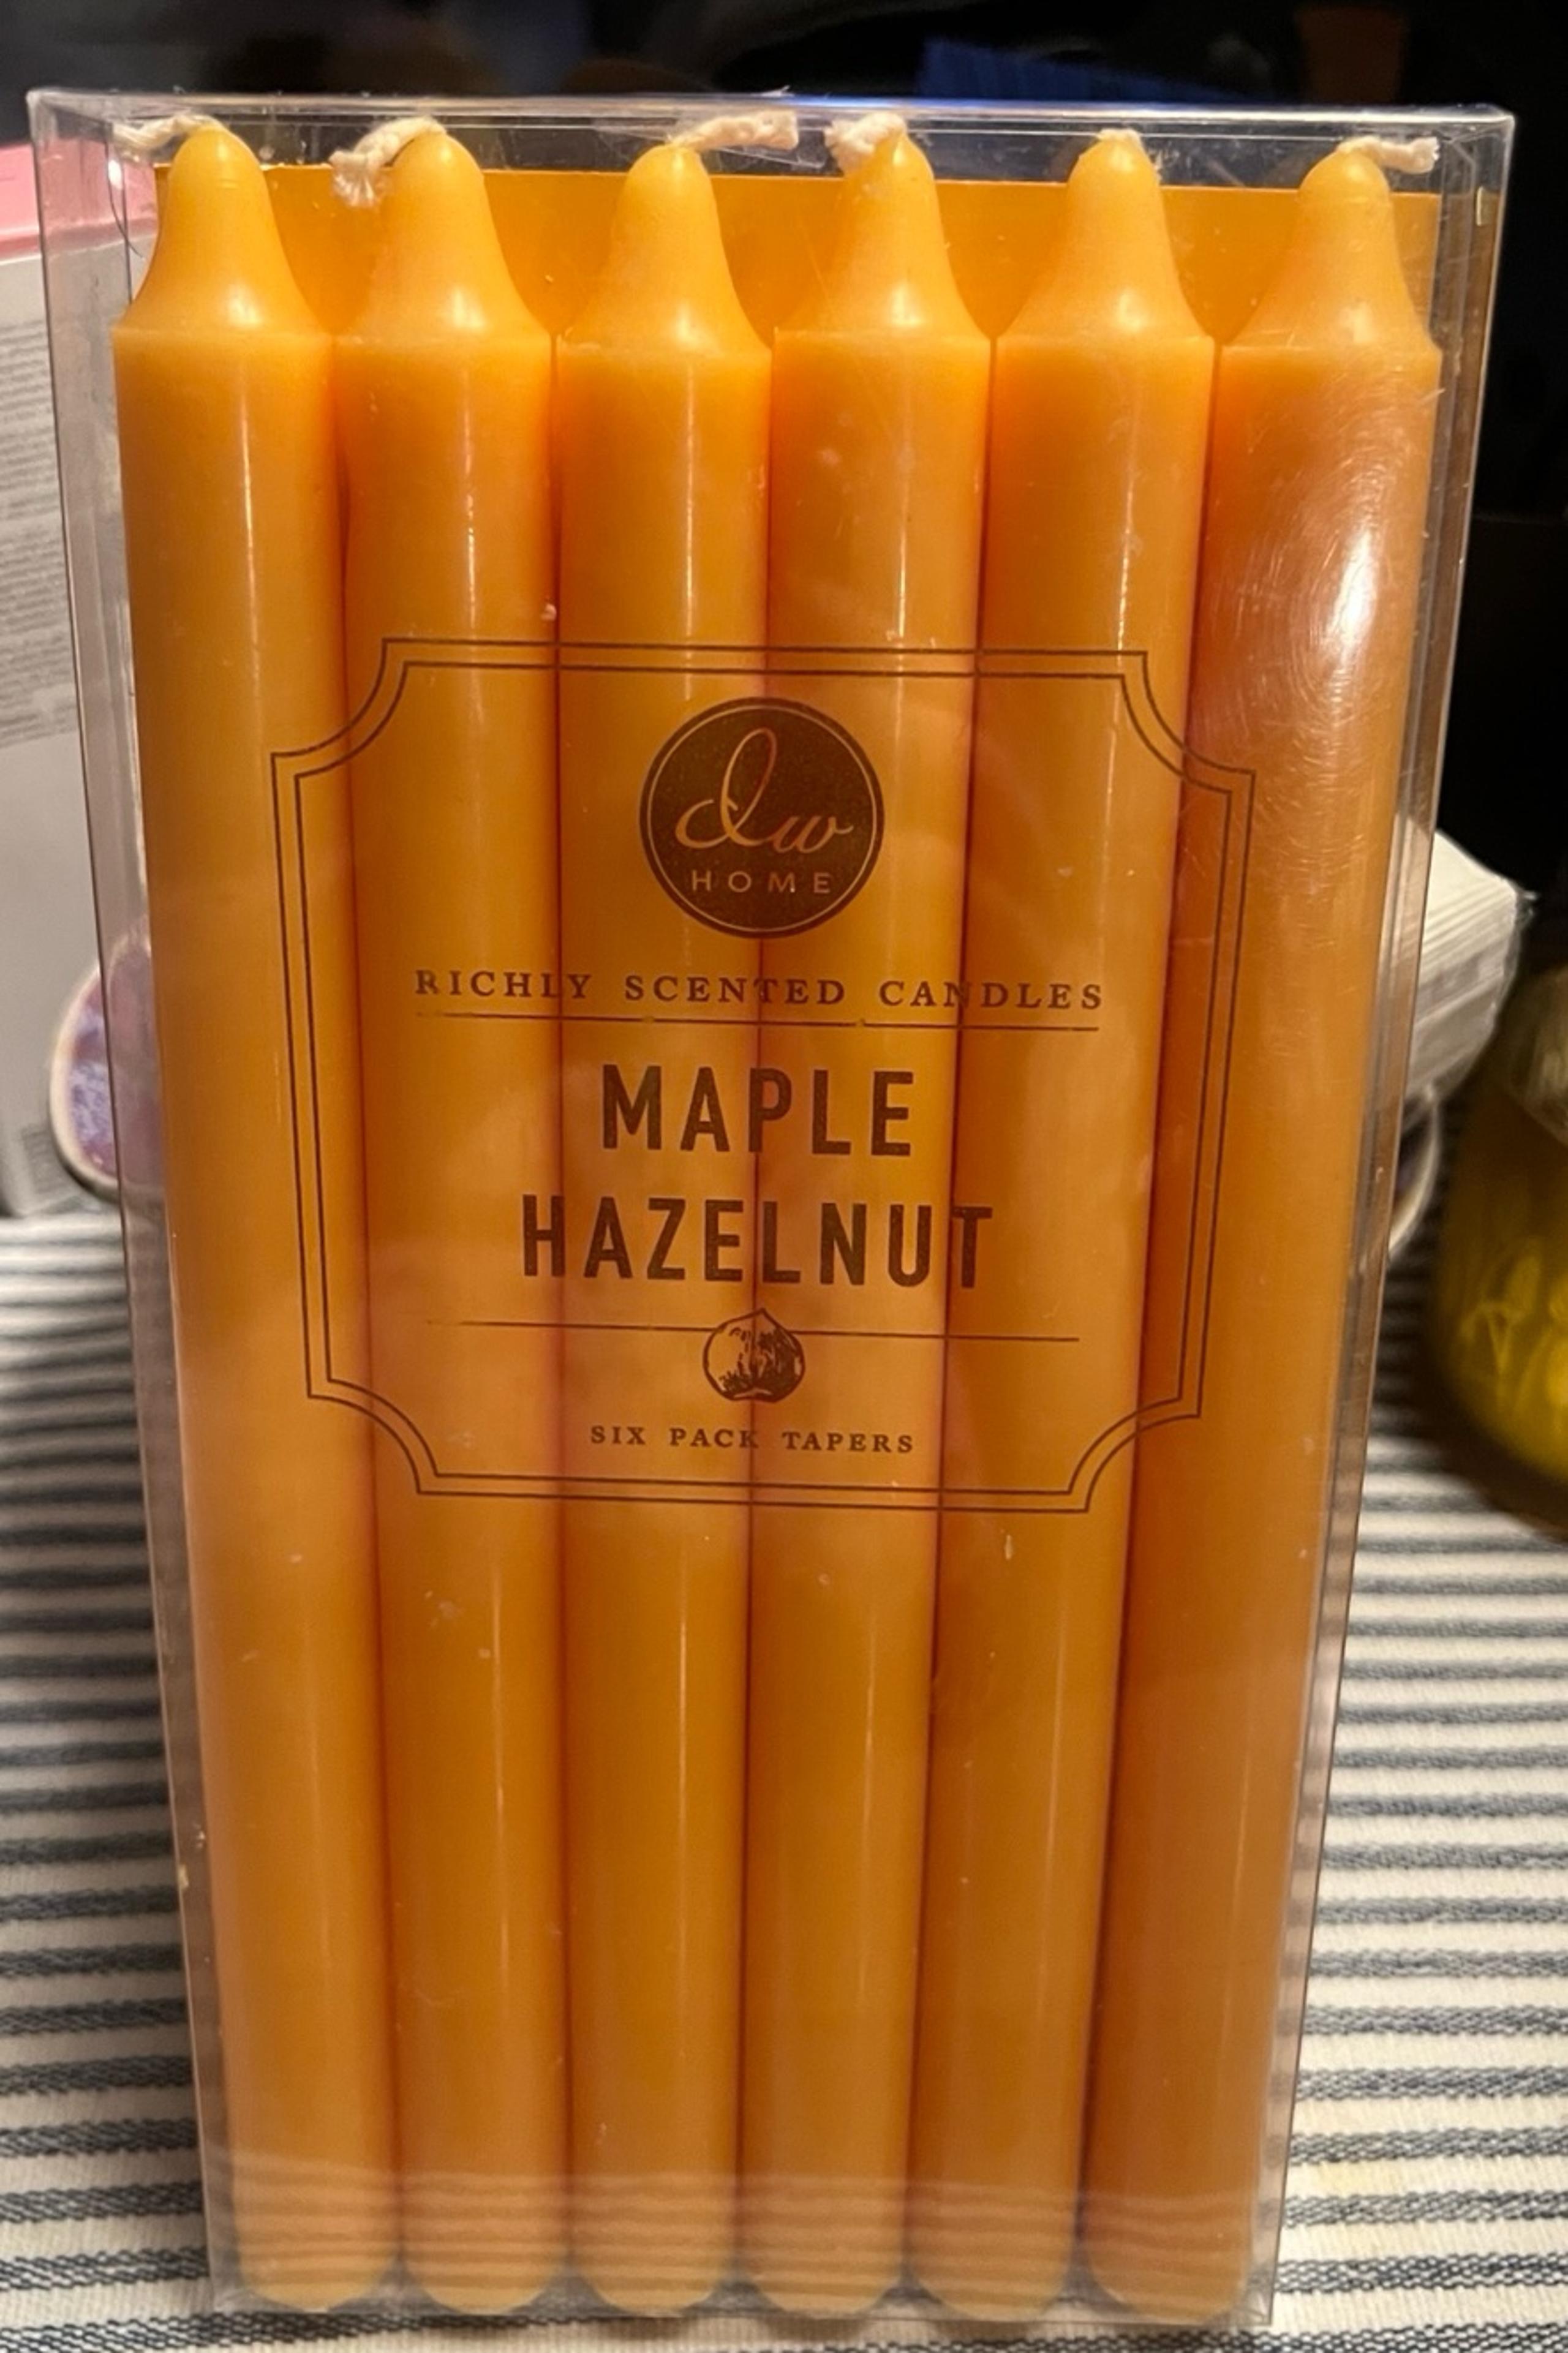 dw
HOME
RICHLY SCENTED CANDLES
MAPLE
HAZELNUT
SIX PACK TAPERS